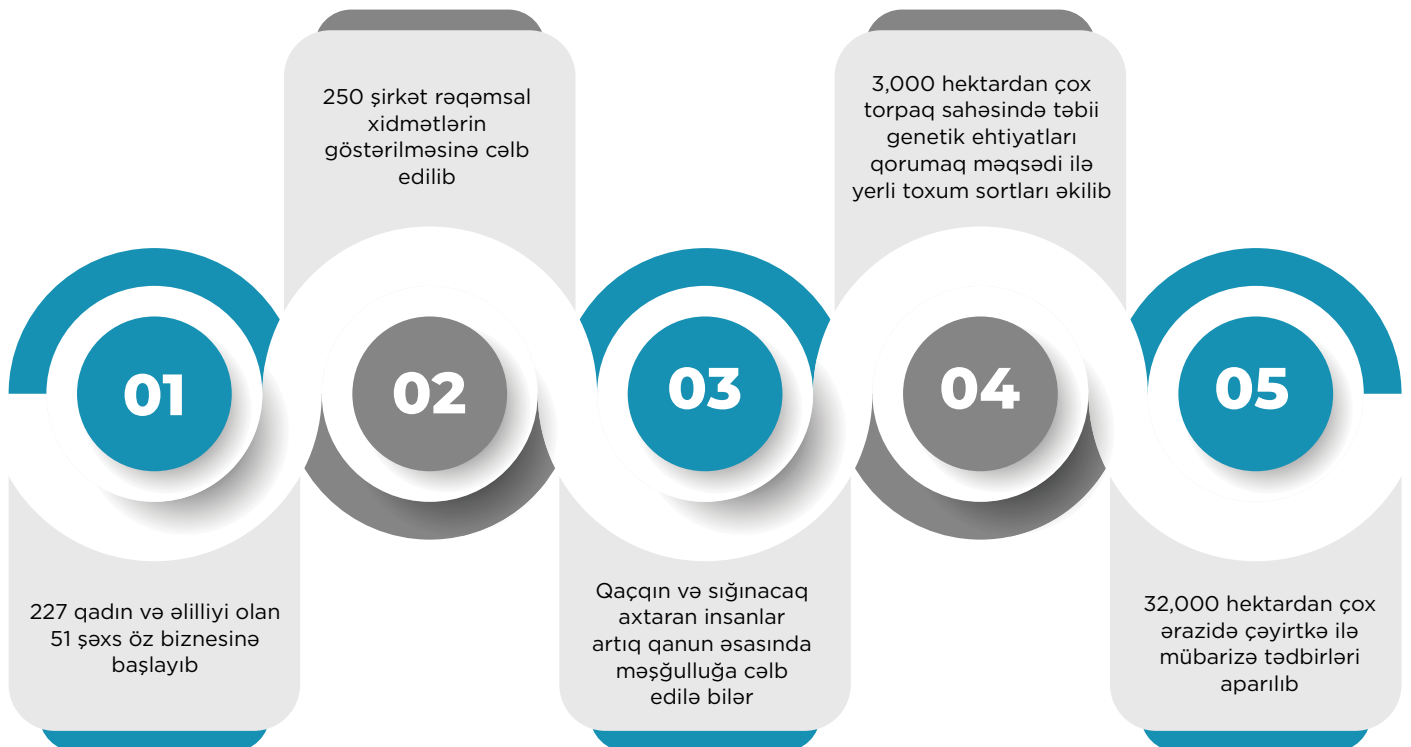 01
227 qadın və əlilliyi olan
51 şəxs öz biznesinə
başlayıb
250 şirkət rəqəmsal
xidmətlərin
göstərilməsinə cəlb
edilib
02
03
Qaçqın və sığınacaq
axtaran insanlar
artıq qanun əsasında
məşğulluğa cəlb
edilə bilər
3,000 hektardan çox
torpaq sahəsində təbii
genetik ehtiyatları
qorumaq məqsədi ilə
yerli toxum sortları əkilib
04
05
32,000 hektardan çox
ərazidə çəyirtkə ilə
mübarizə tədbirləri
aparılıb